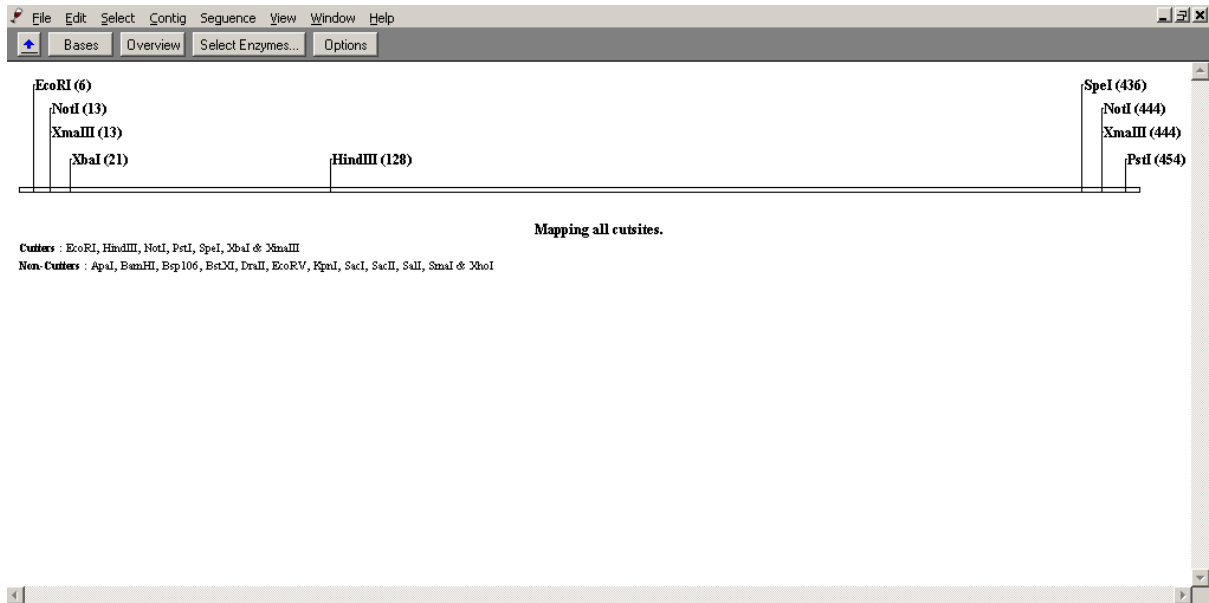 File Edit Select Contig Sequence View Window Help
Bases Overview Select Enzymes... Options
EcoRI (6) SpeI (436)
NotI (13) NotI (444)
XmaIII (13) XmaIII (444)
XbaI (21) HindIII (128) PstI (454)
Mapping all cutsites.
Cutters : EcoRI, HindIII, NotI, PstI, SpeI, XbaI & XmaIII
Non-Cutters : ApaI, BamHI, Bsp106, BstXI, DraII, EcoRV, KpnI, SacI, SacII, SalI, SmaI & XhoI